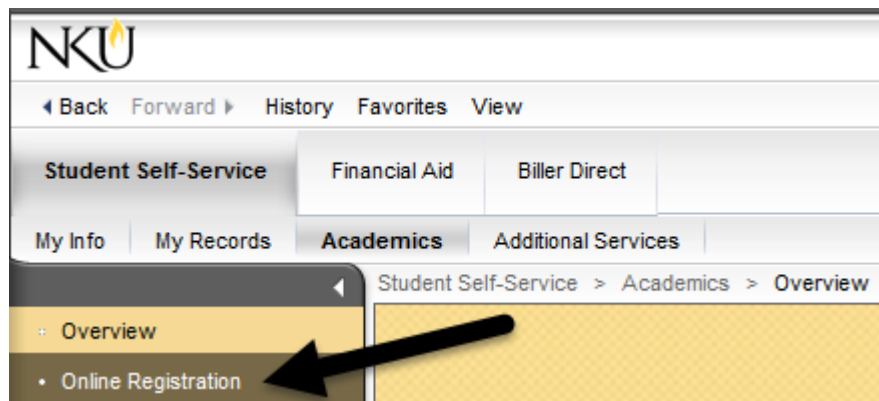 NKU
Back Forward History Favorites View
Student Self-Service Financial Aid Biller Direct
My Info My Records Academics Additional Services
Student Self-Service > Academics > Overview
Overview
• Online Registration